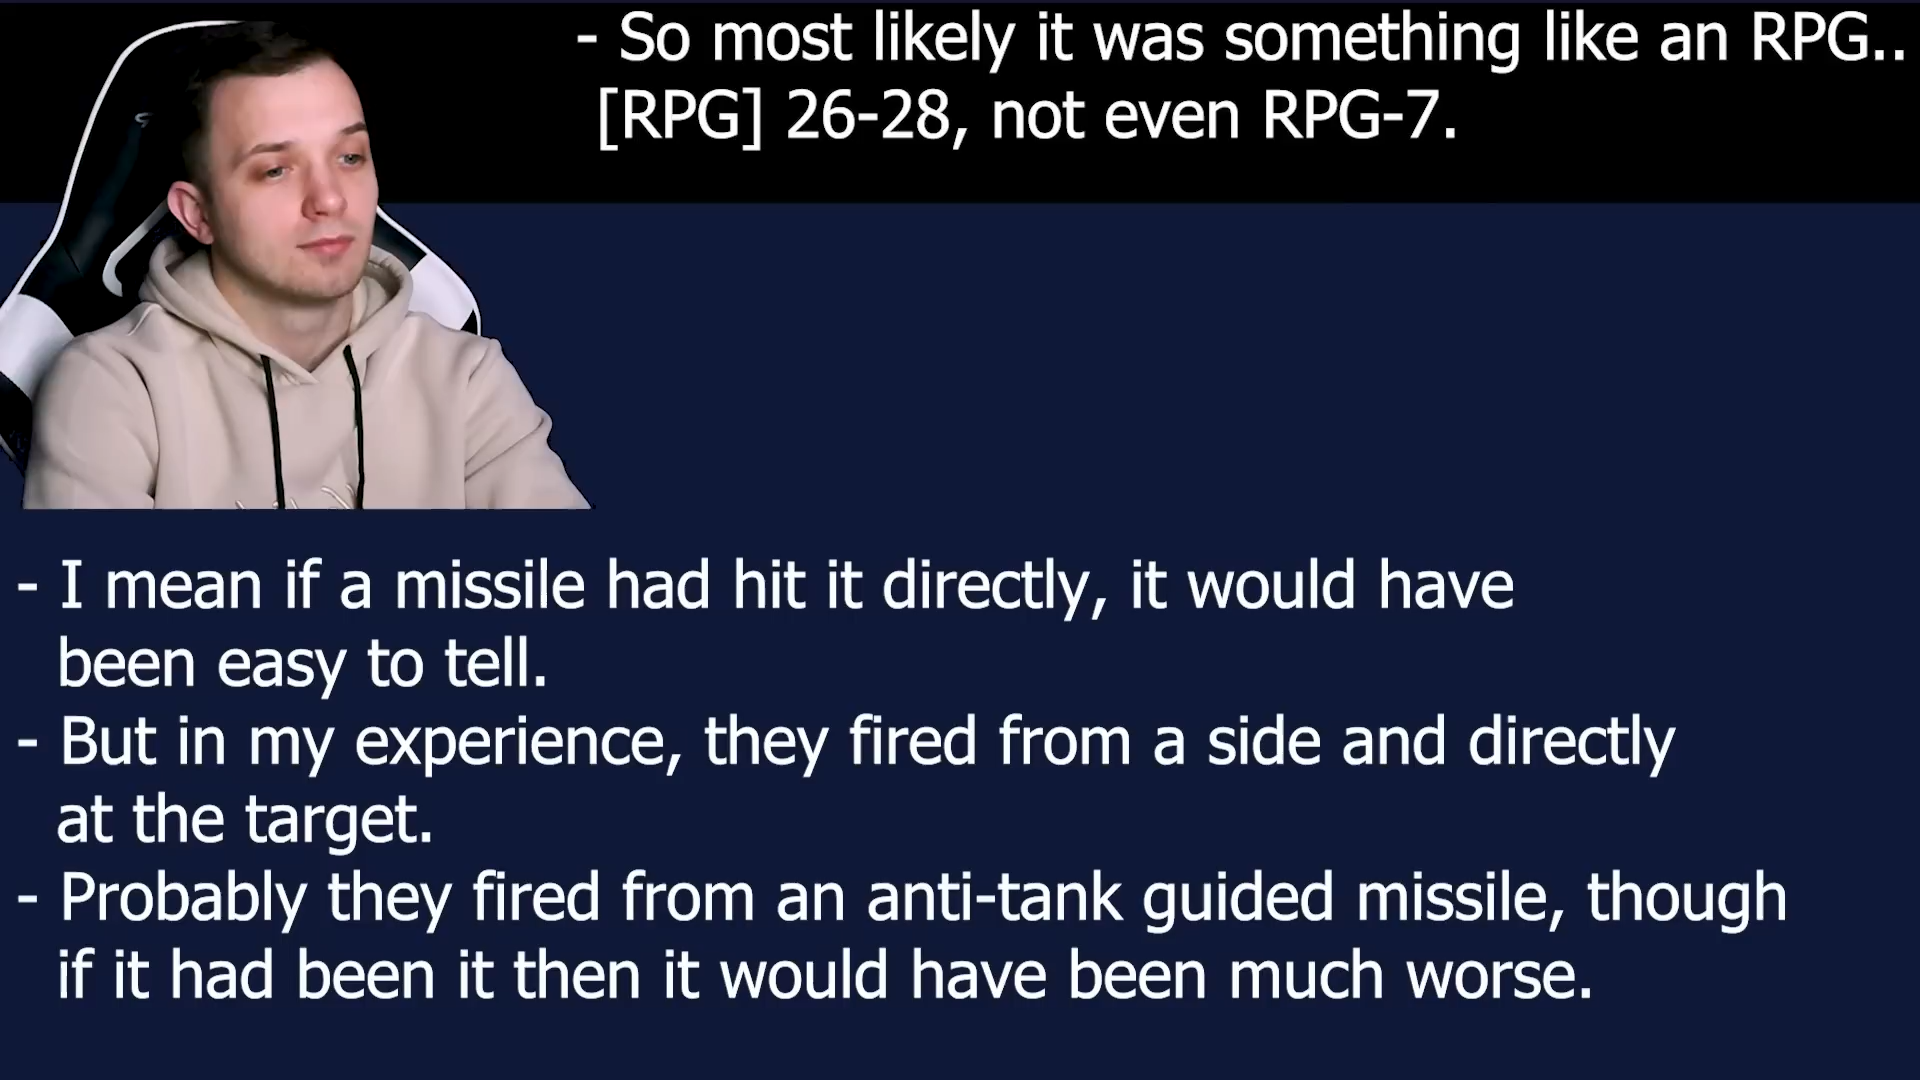 - So most likely it was something like an RPG..
[RPG] 26-28, not even RPG-7.
- I mean if a missile had hit it directly, it would have
been easy to tell.
- But in my experience, they fired from a side and directly
at the target.
- Probably they fired from an anti-tank guided missile, though
if it had been it then it would have been much worse.